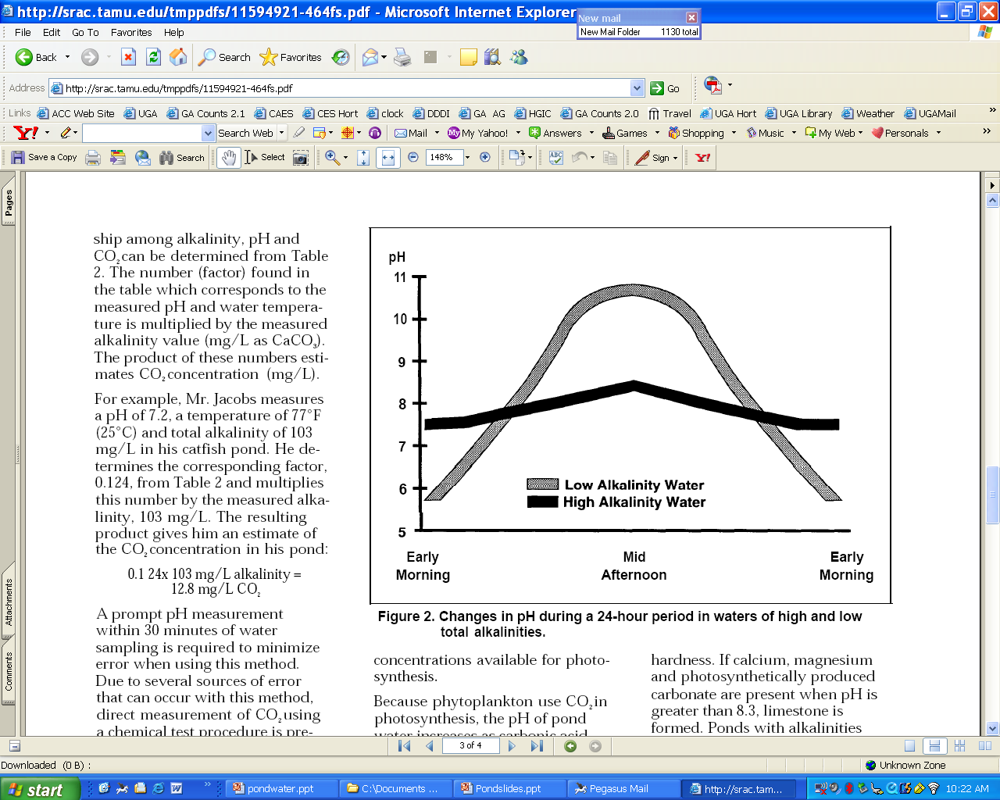 http://srac.tamu.edu/tmppdfs/11594921-464fs.pdf - Microsoft Internet Explorer
New mail
New Mail Folder 1130 total
File Edit Go To Favorites Help
Back Search Favorites
Address http://srac.tamu.edu/tmppdfs/11594921-464fs.pdf Go
Links ACC Web Site UGA GA Counts 2.1 CAES CES Hort clock DDDI GA AG HGIC GA Counts 2.0 Travel UGA Hort UGA Library Weather UGAMail
Y! Search Web Mail My Yahoo! Answers Games Shopping Music My Web Personals
Save a Copy Search Select 148% Sign Y!
Pages
Attachments
Comments
ship among alkalinity, pH and
CO₂ can be determined from Table
2. The number (factor) found in
the table which corresponds to the
measured pH and water tempera-
ture is multiplied by the measured
alkalinity value (mg/L as CaCO₃).
The product of these numbers esti-
mates CO₂ concentration (mg/L).
For example, Mr. Jacobs measures
a pH of 7.2, a temperature of 77°F
(25°C) and total alkalinity of 103
mg/L in his catfish pond. He de-
termines the corresponding factor,
0.124, from Table 2 and multiplies
this number by the measured alka-
linity, 103 mg/L. The resulting
product gives him an estimate of
the CO₂ concentration in his pond:
0.1 24x 103 mg/L alkalinity =
12.8 mg/L CO₂
A prompt pH measurement
within 30 minutes of water
sampling is required to minimize
error when using this method.
Due to several sources of error
that can occur with this method,
direct measurement of CO₂ using
a chemical test procedure is pre-
pH
11
10
9
8
7
6
5
Low Alkalinity Water
High Alkalinity Water
Early Morning
Mid Afternoon
Early Morning
Figure 2. Changes in pH during a 24-hour period in waters of high and low
total alkalinities.
concentrations available for photo-
synthesis.
Because phytoplankton use CO₂ in
photosynthesis, the pH of pond
water increases as carbonic acid
hardness. If calcium, magnesium
and photosynthetically produced
carbonate are present when pH is
greater than 8.3, limestone is
formed. Ponds with alkalinities
3 of 4
Downloaded (0 B) : Unknown Zone
start pondwater.ppt C:\Documents ... Pondslides.ppt Pegasus Mail http://srac.tam... 10:22 AM